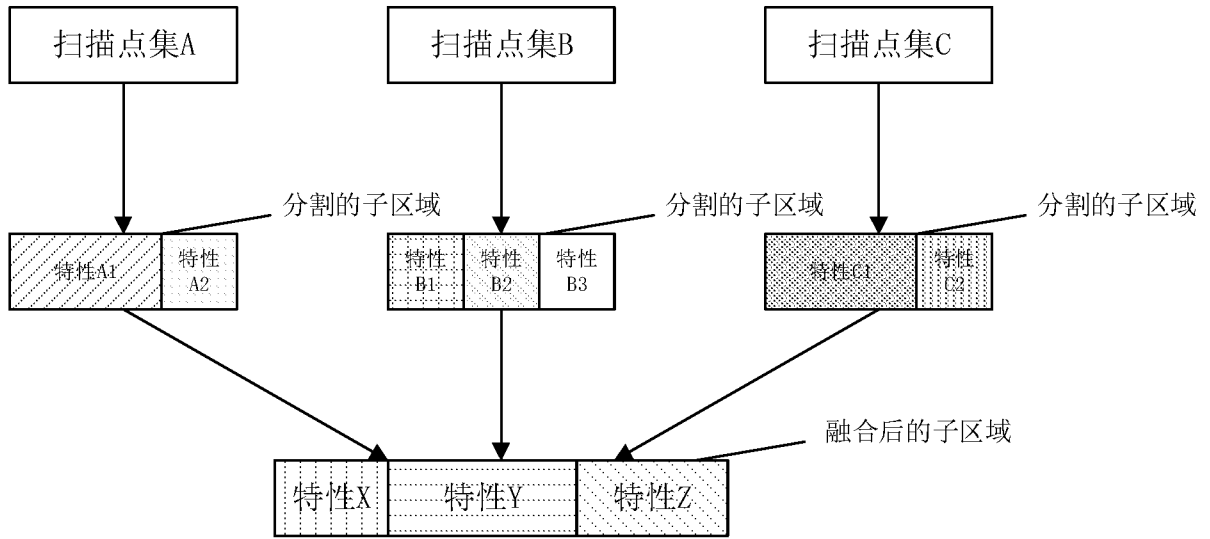 扫描点集A
扫描点集B
扫描点集C
分割的子区域
分割的子区域
分割的子区域
特性A1
特性
A2
特性
B1
特性
B2
特性
B3
特性C1
特性
C2
融合后的子区域
特性X
特性Y
特性Z